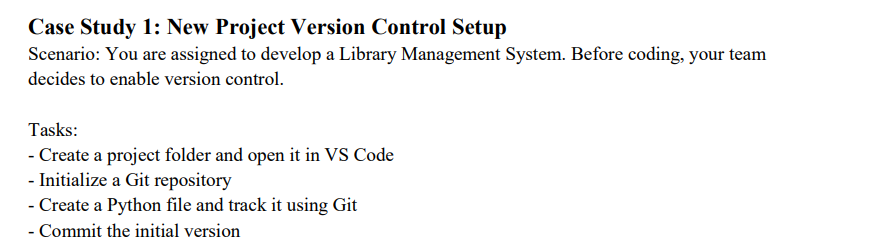 Case Study 1: New Project Version Control Setup
Scenario: You are assigned to develop a Library Management System. Before coding, your team
decides to enable version control.
Tasks:
- Create a project folder and open it in VS Code
- Initialize a Git repository
- Create a Python file and track it using Git
- Commit the initial version